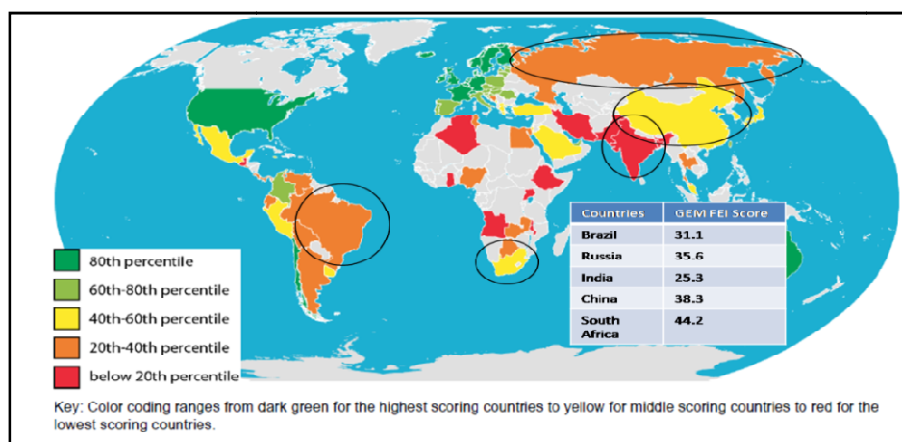 Countries GEM FEI Score
Brazil 31.1
Russia 35.6
India 25.3
China 38.3
South Africa 44.2
80th percentile
60th-80th percentile
40th-60th percentile
20th-40th percentile
below 20th percentile
Key: Color coding ranges from dark green for the highest scoring countries to yellow for middle scoring countries to red for the
lowest scoring countries.